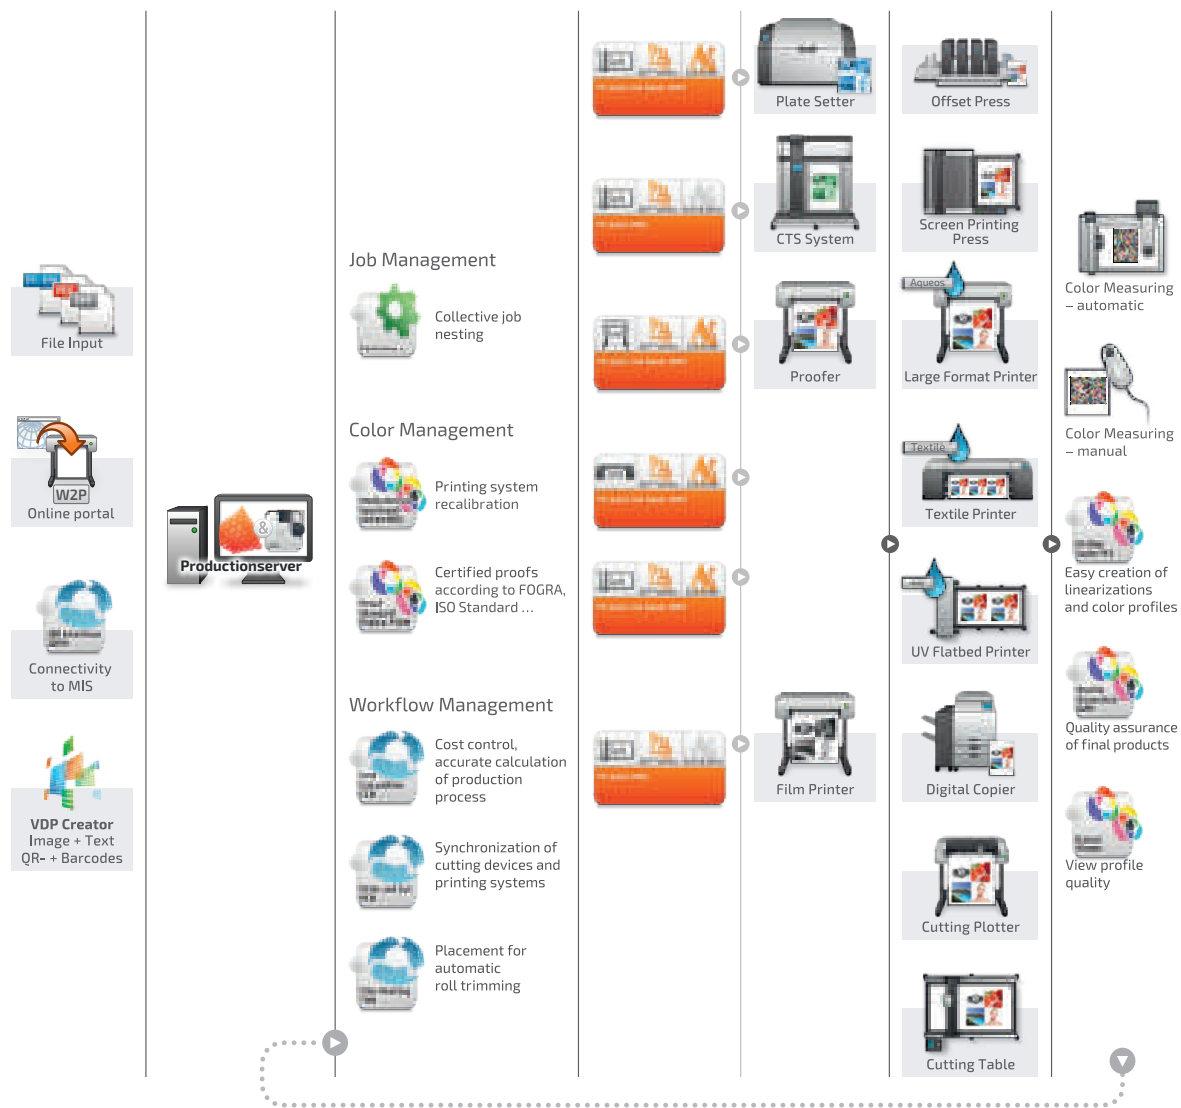 File Input
W2P
Online portal
Connectivity
to MIS
VDP Creator
Image + Text
QR- + Barcodes
&
Productionserver
Job Management
Collective job
nesting
Color Management
Printing system
recalibration
Certified proofs
according to FOGRA,
ISO Standard ...
Workflow Management
Cost control,
accurate calculation
of production
process
Synchronization of
cutting devices and
printing systems
Placement for
automatic
roll trimming
Plate Setter
CTS System
Proofer
Film Printer
Offset Press
Screen Printing
Press
Aqueos
Large Format Printer
Textile
Textile Printer
UV Flatbed Printer
Digital Copier
Cutting Plotter
Cutting Table
Color Measuring
– automatic
Color Measuring
– manual
Easy creation of
linearizations
and color profiles
Quality assurance
of final products
View profile
quality